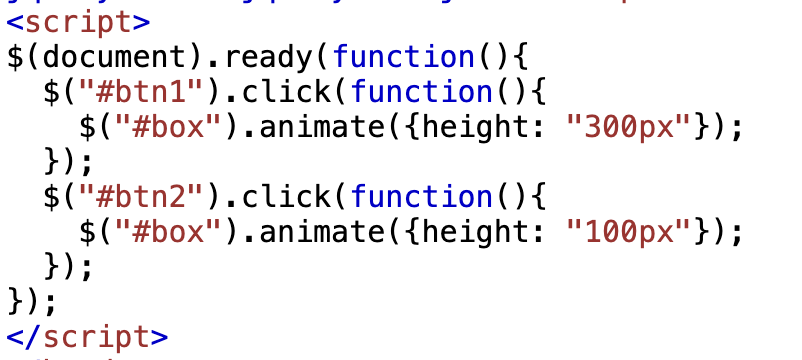 <script>
$(document).ready(function(){
  $("#btn1").click(function(){
    $("#box").animate({height: "300px"});
  });
  $("#btn2").click(function(){
    $("#box").animate({height: "100px"});
  });
});
</script>